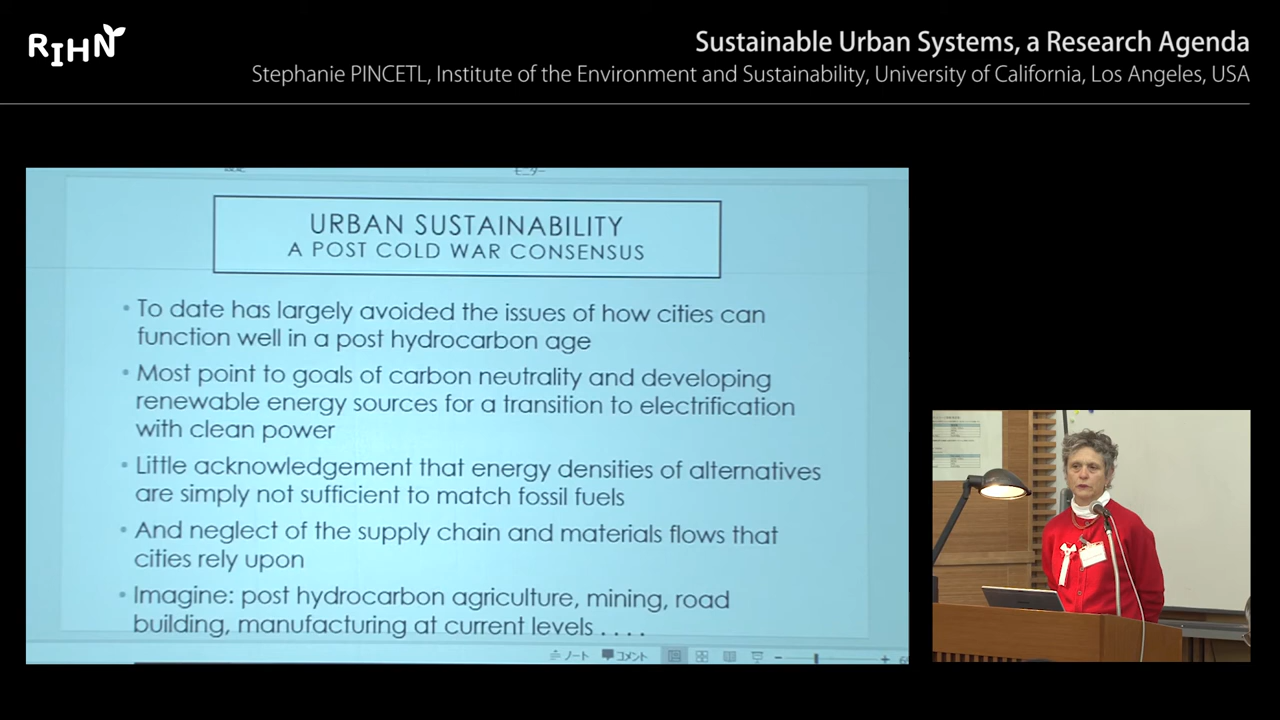 RIHN
Sustainable Urban Systems, a Research Agenda
Stephanie PINCETL, Institute of the Environment and Sustainability, University of California, Los Angeles, USA
URBAN SUSTAINABILITY
A POST COLD WAR CONSENSUS
• To date has largely avoided the issues of how cities can
function well in a post hydrocarbon age
• Most point to goals of carbon neutrality and developing
renewable energy sources for a transition to electrification
with clean power
• Little acknowledgement that energy densities of alternatives
are simply not sufficient to match fossil fuels
• And neglect of the supply chain and materials flows that
cities rely upon
• Imagine: post hydrocarbon agriculture, mining, road
building, manufacturing at current levels . . . .
ノート コメント